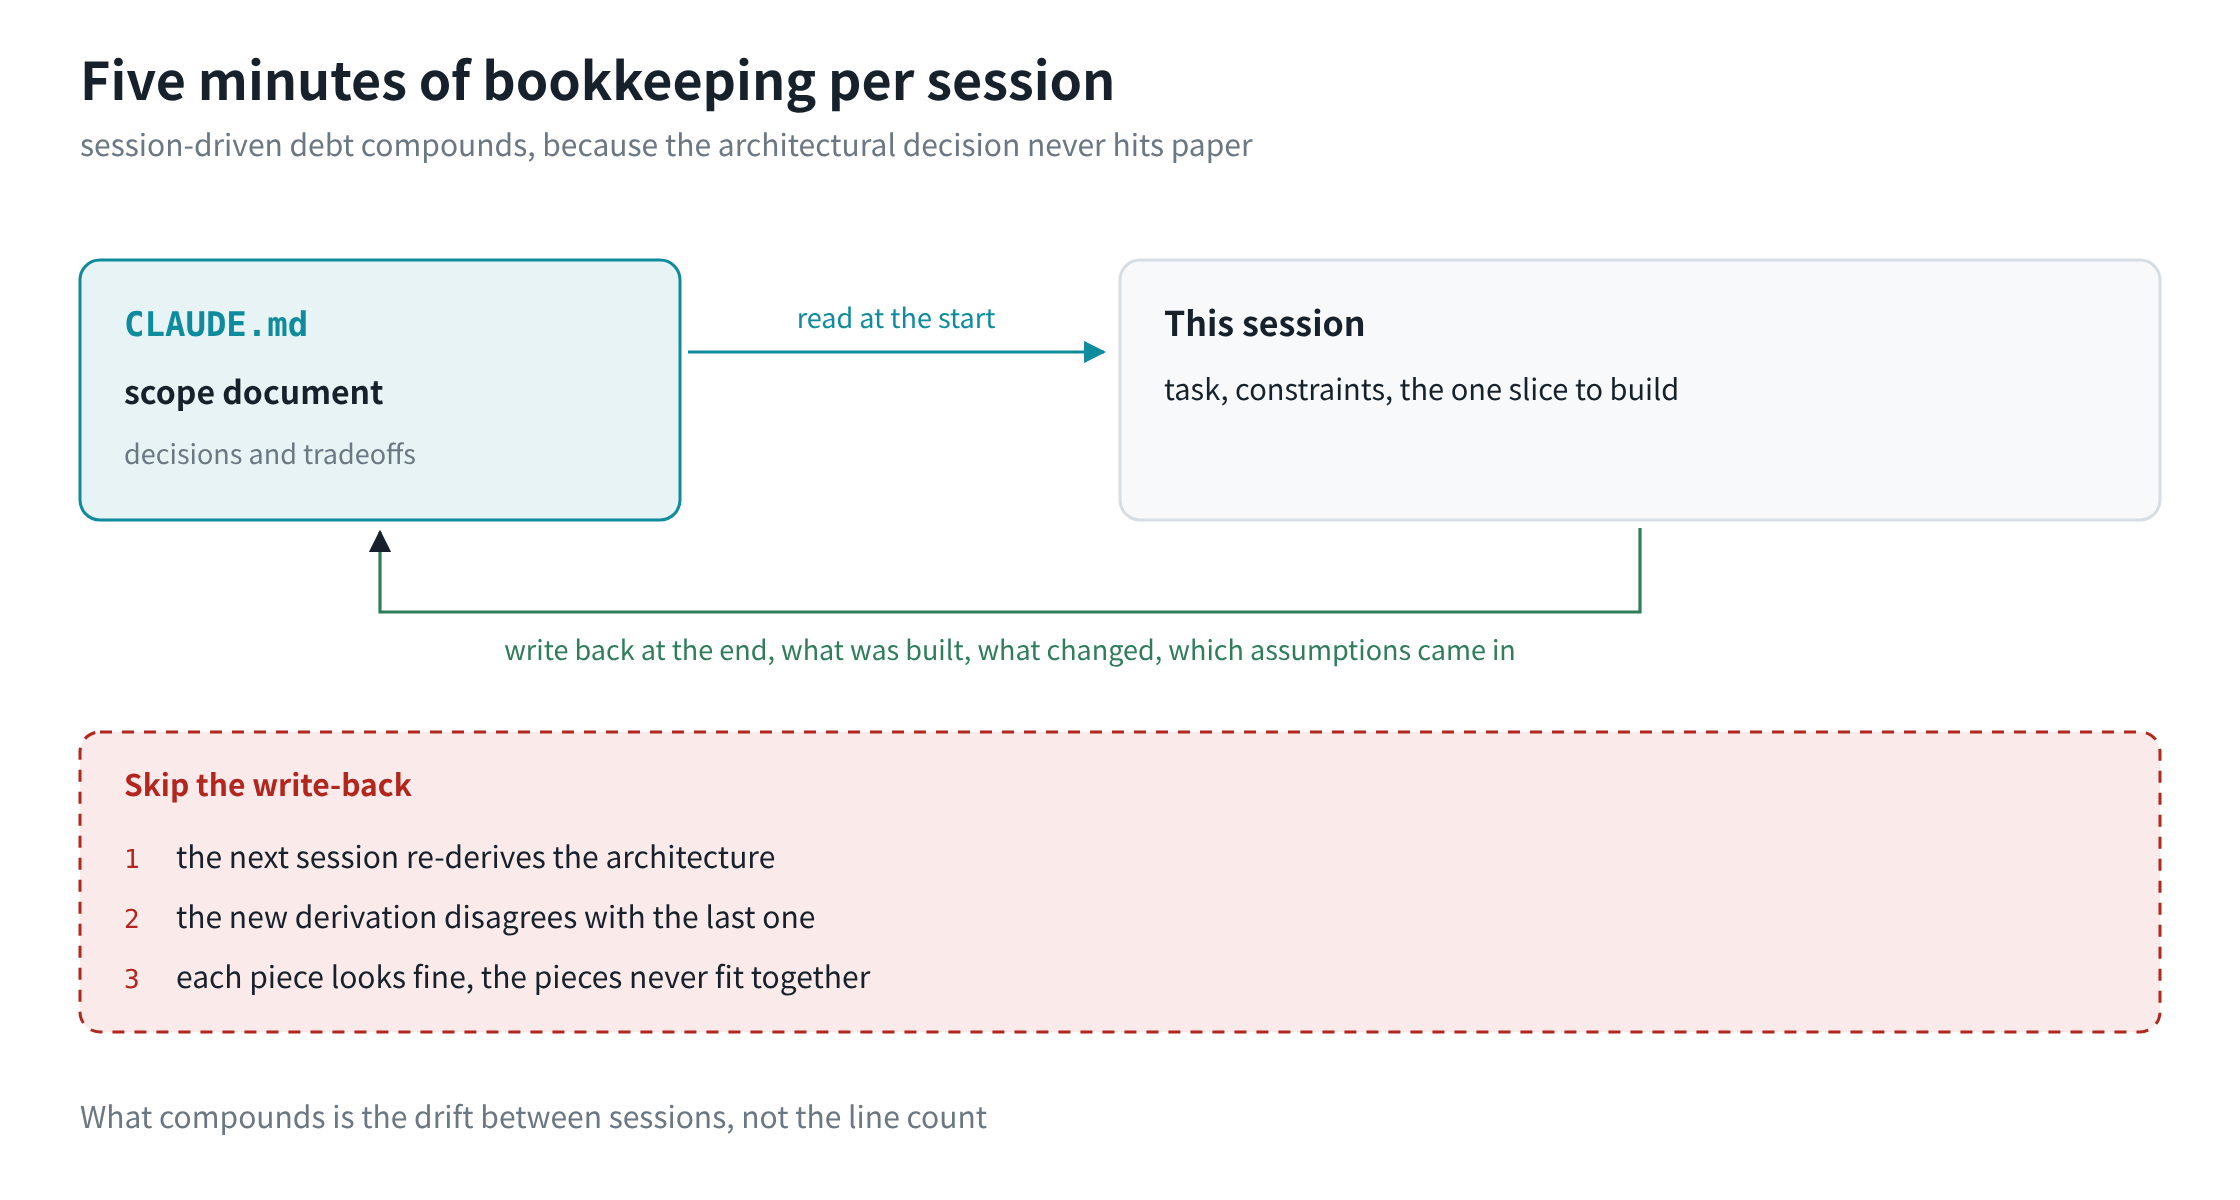 Five minutes of bookkeeping per session
session-driven debt compounds, because the architectural decision never hits paper
CLAUDE.md
scope document
decisions and tradeoffs
read at the start
This session
task, constraints, the one slice to build
write back at the end, what was built, what changed, which assumptions came in
Skip the write-back
1 the next session re-derives the architecture
2 the new derivation disagrees with the last one
3 each piece looks fine, the pieces never fit together
What compounds is the drift between sessions, not the line count